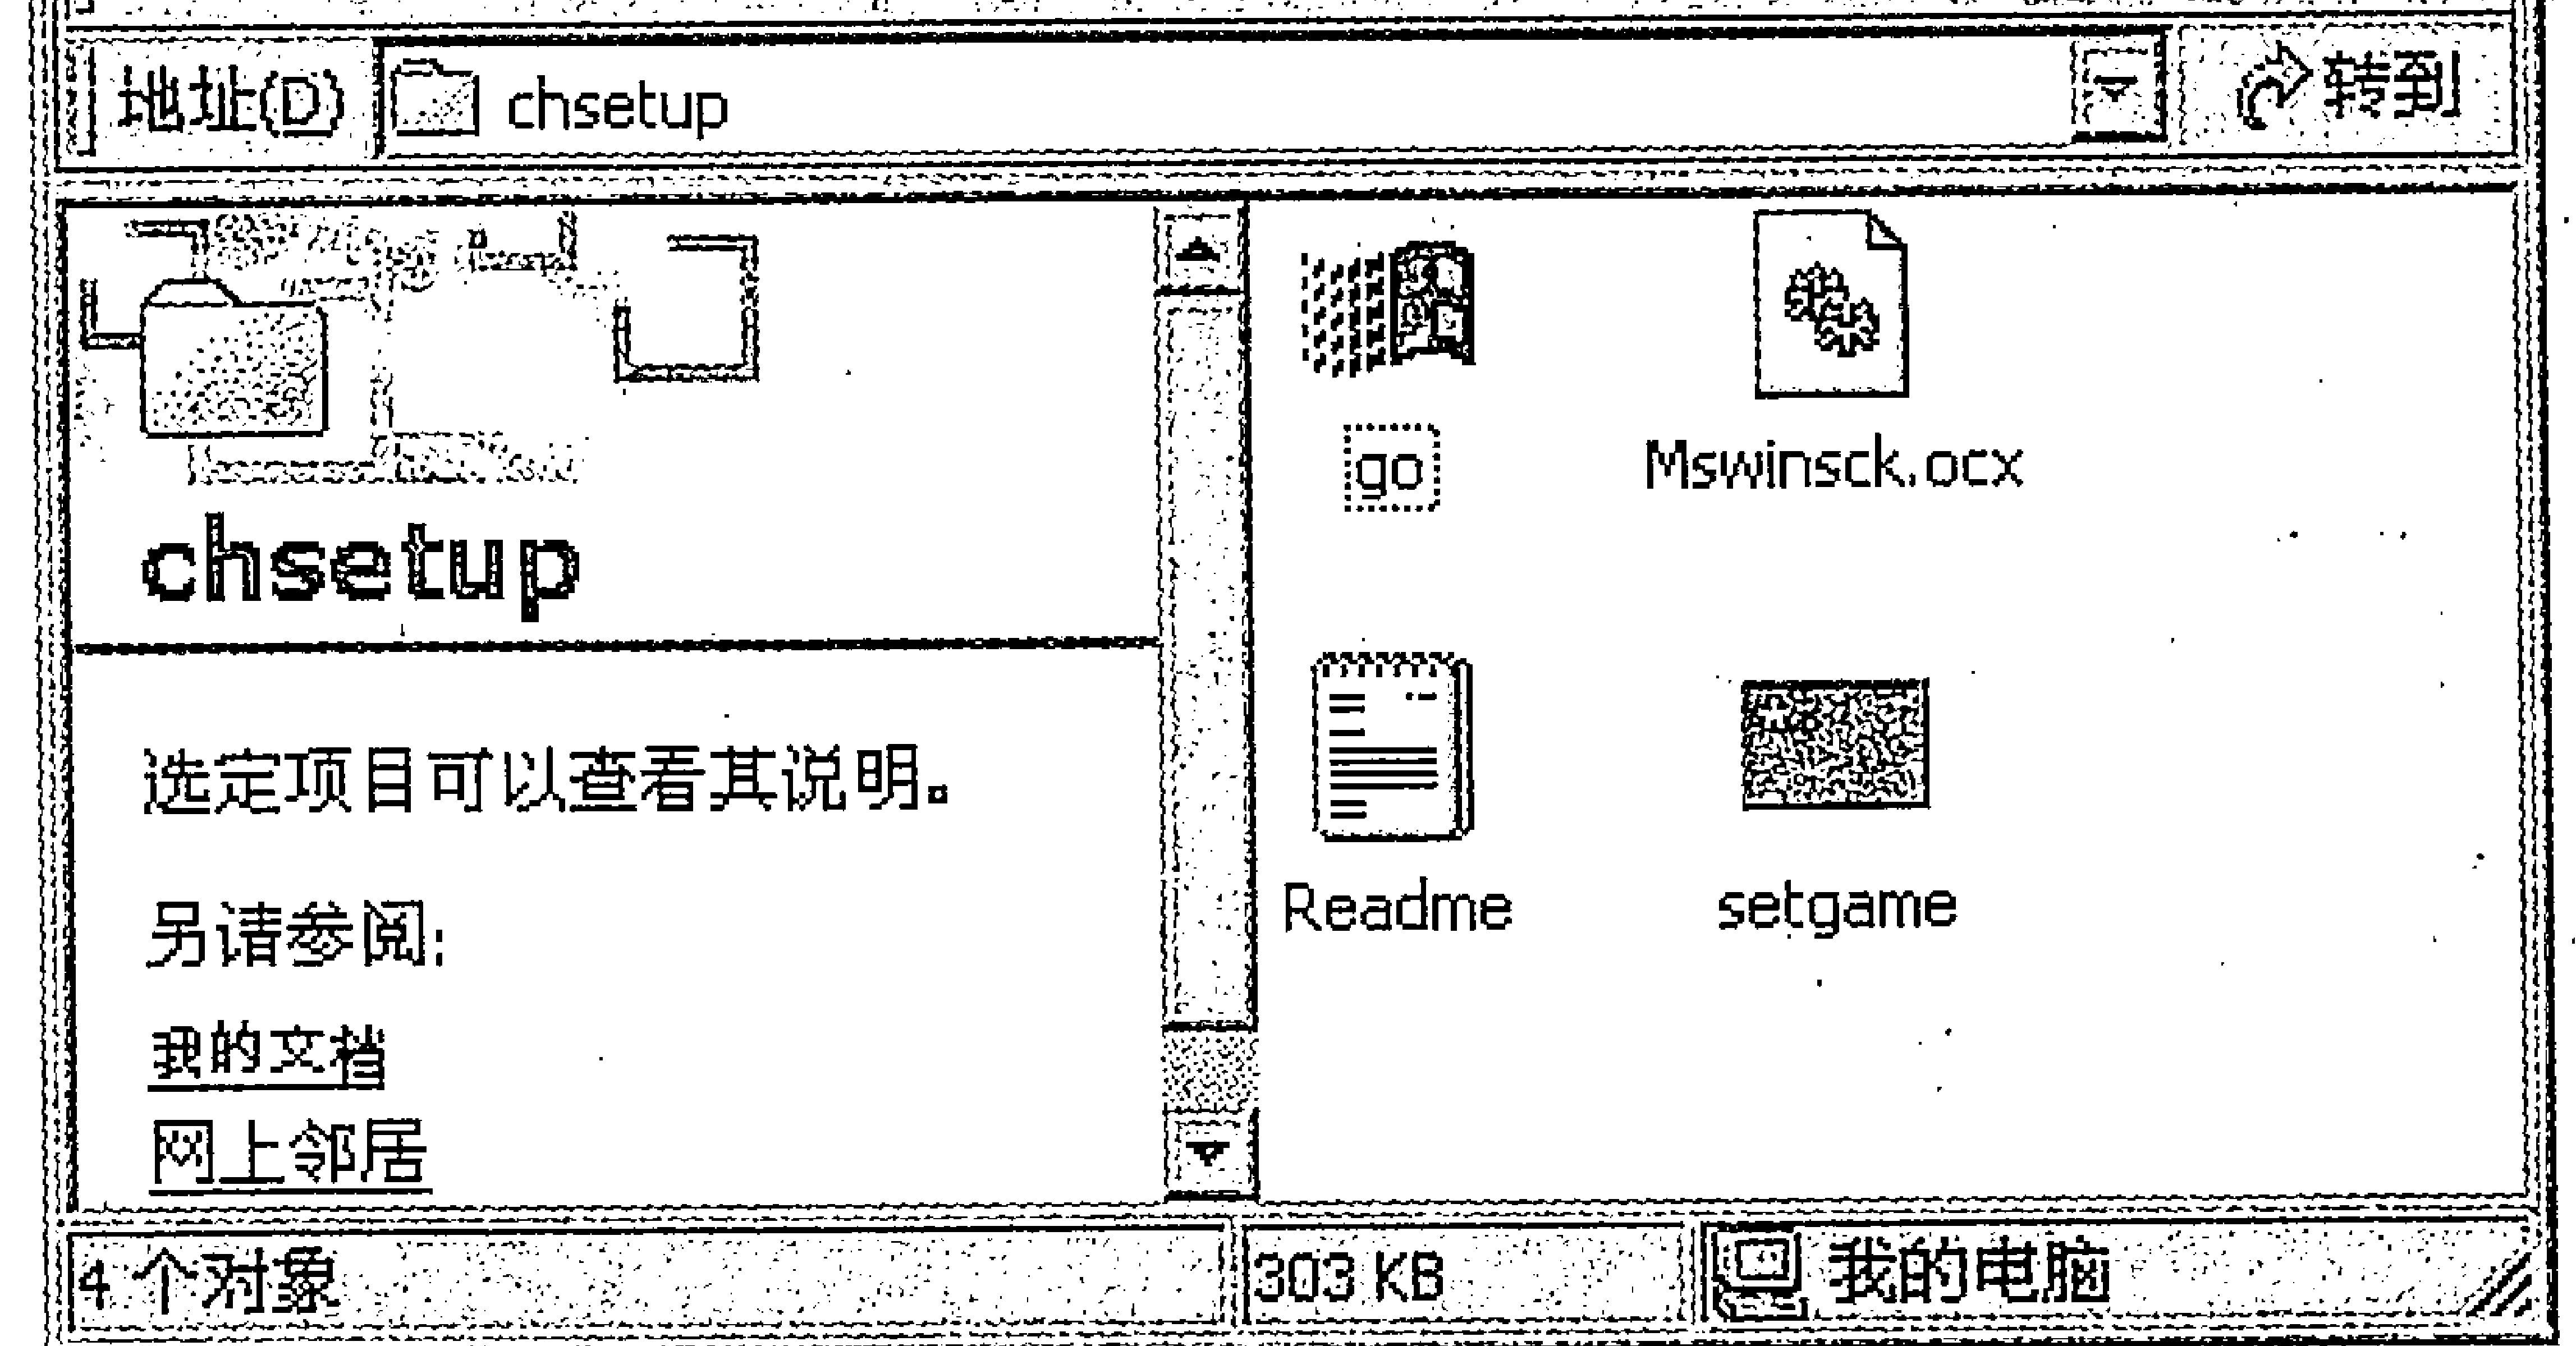 地址(D) chsetup 转到
go Mswinsck.ocx
chsetup
选定项目可以查看其说明。
Readme setgame
另请参阅:
我的文档
网上邻居
4 个对象 303 KB 我的电脑